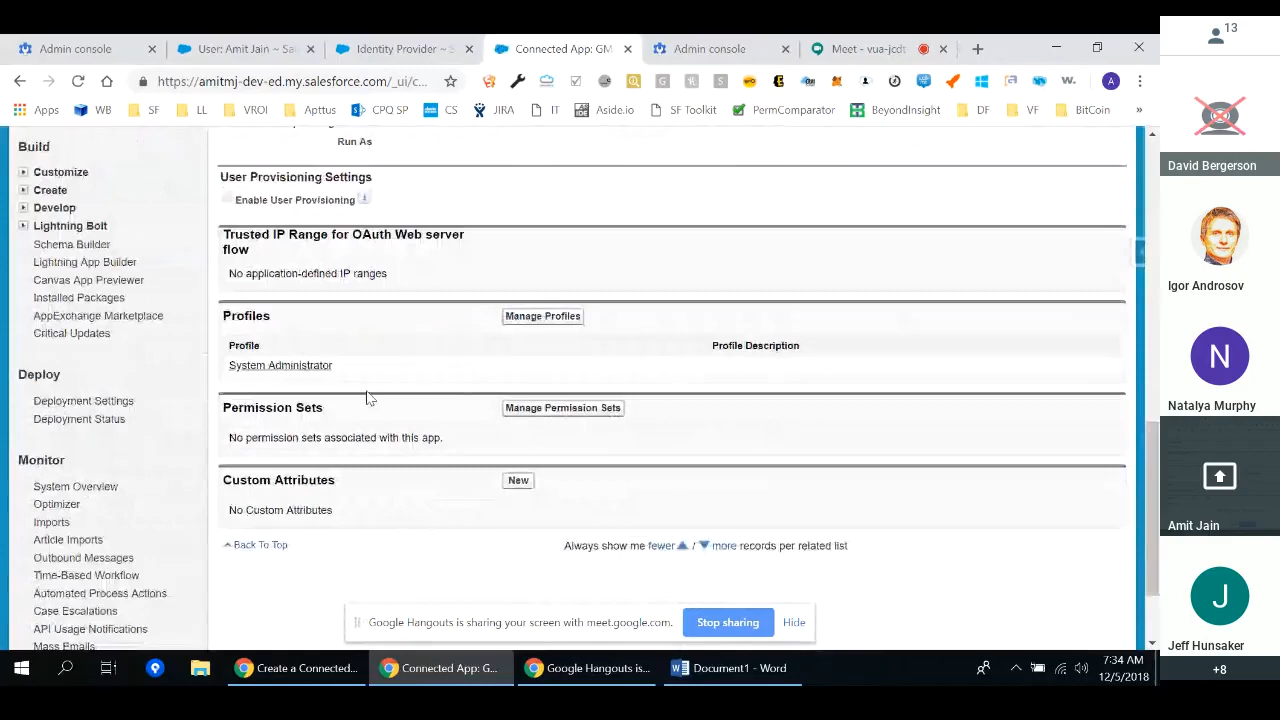 Admin console
User: Amit Jain ~ Sa
Identity Provider ~ S
Connected App: GM
Admin console
Meet - vua-jccdt
https://amitmj-dev-ed.my.salesforce.com/_ui/c...
A
Apps
WB
SF
LL
VROI
Apttus
CPQ SP
CS
JIRA
IT
Aside.io
SF Toolkit
PermComparator
BeyondInsight
DF
VF
BitCoin
»
Build
Customize
Create
Develop
Lightning Bolt
Schema Builder
Lightning App Builder
Canvas App Previewer
Installed Packages
AppExchange Marketplace
Critical Updates
Deploy
Deployment Settings
Deployment Status
Monitor
System Overview
Optimizer
Imports
Article Imports
Outbound Messages
Time-Based Workflow
Automated Process Actions
Case Escalations
API Usage Notifications
Mass Emails
Run As
User Provisioning Settings
Enable User Provisioning
Trusted IP Range for OAuth Web server
flow
No application-defined IP ranges
Profiles
Manage Profiles
Profile
Profile Description
System Administrator
Permission Sets
Manage Permission Sets
No permission sets associated with this app.
Custom Attributes
New
No Custom Attributes
Back To Top
Always show me fewer / more records per related list
Google Hangouts is sharing your screen with meet.google.com.
Stop sharing
Hide
Create a Connected...
Connected App: G...
Google Hangouts is...
Document1 - Word
7:34 AM
12/5/2018
13
David Bergerson
Igor Androsov
N
Natalya Murphy
Amit Jain
J
Jeff Hunsaker
+8